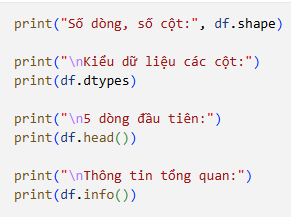 print("Số dòng, số cột:", df.shape)
print("\nKiểu dữ liệu các cột:")
print(df.dtypes)
print("\n5 dòng đầu tiên:")
print(df.head())
print("\nThông tin tổng quan:")
print(df.info())